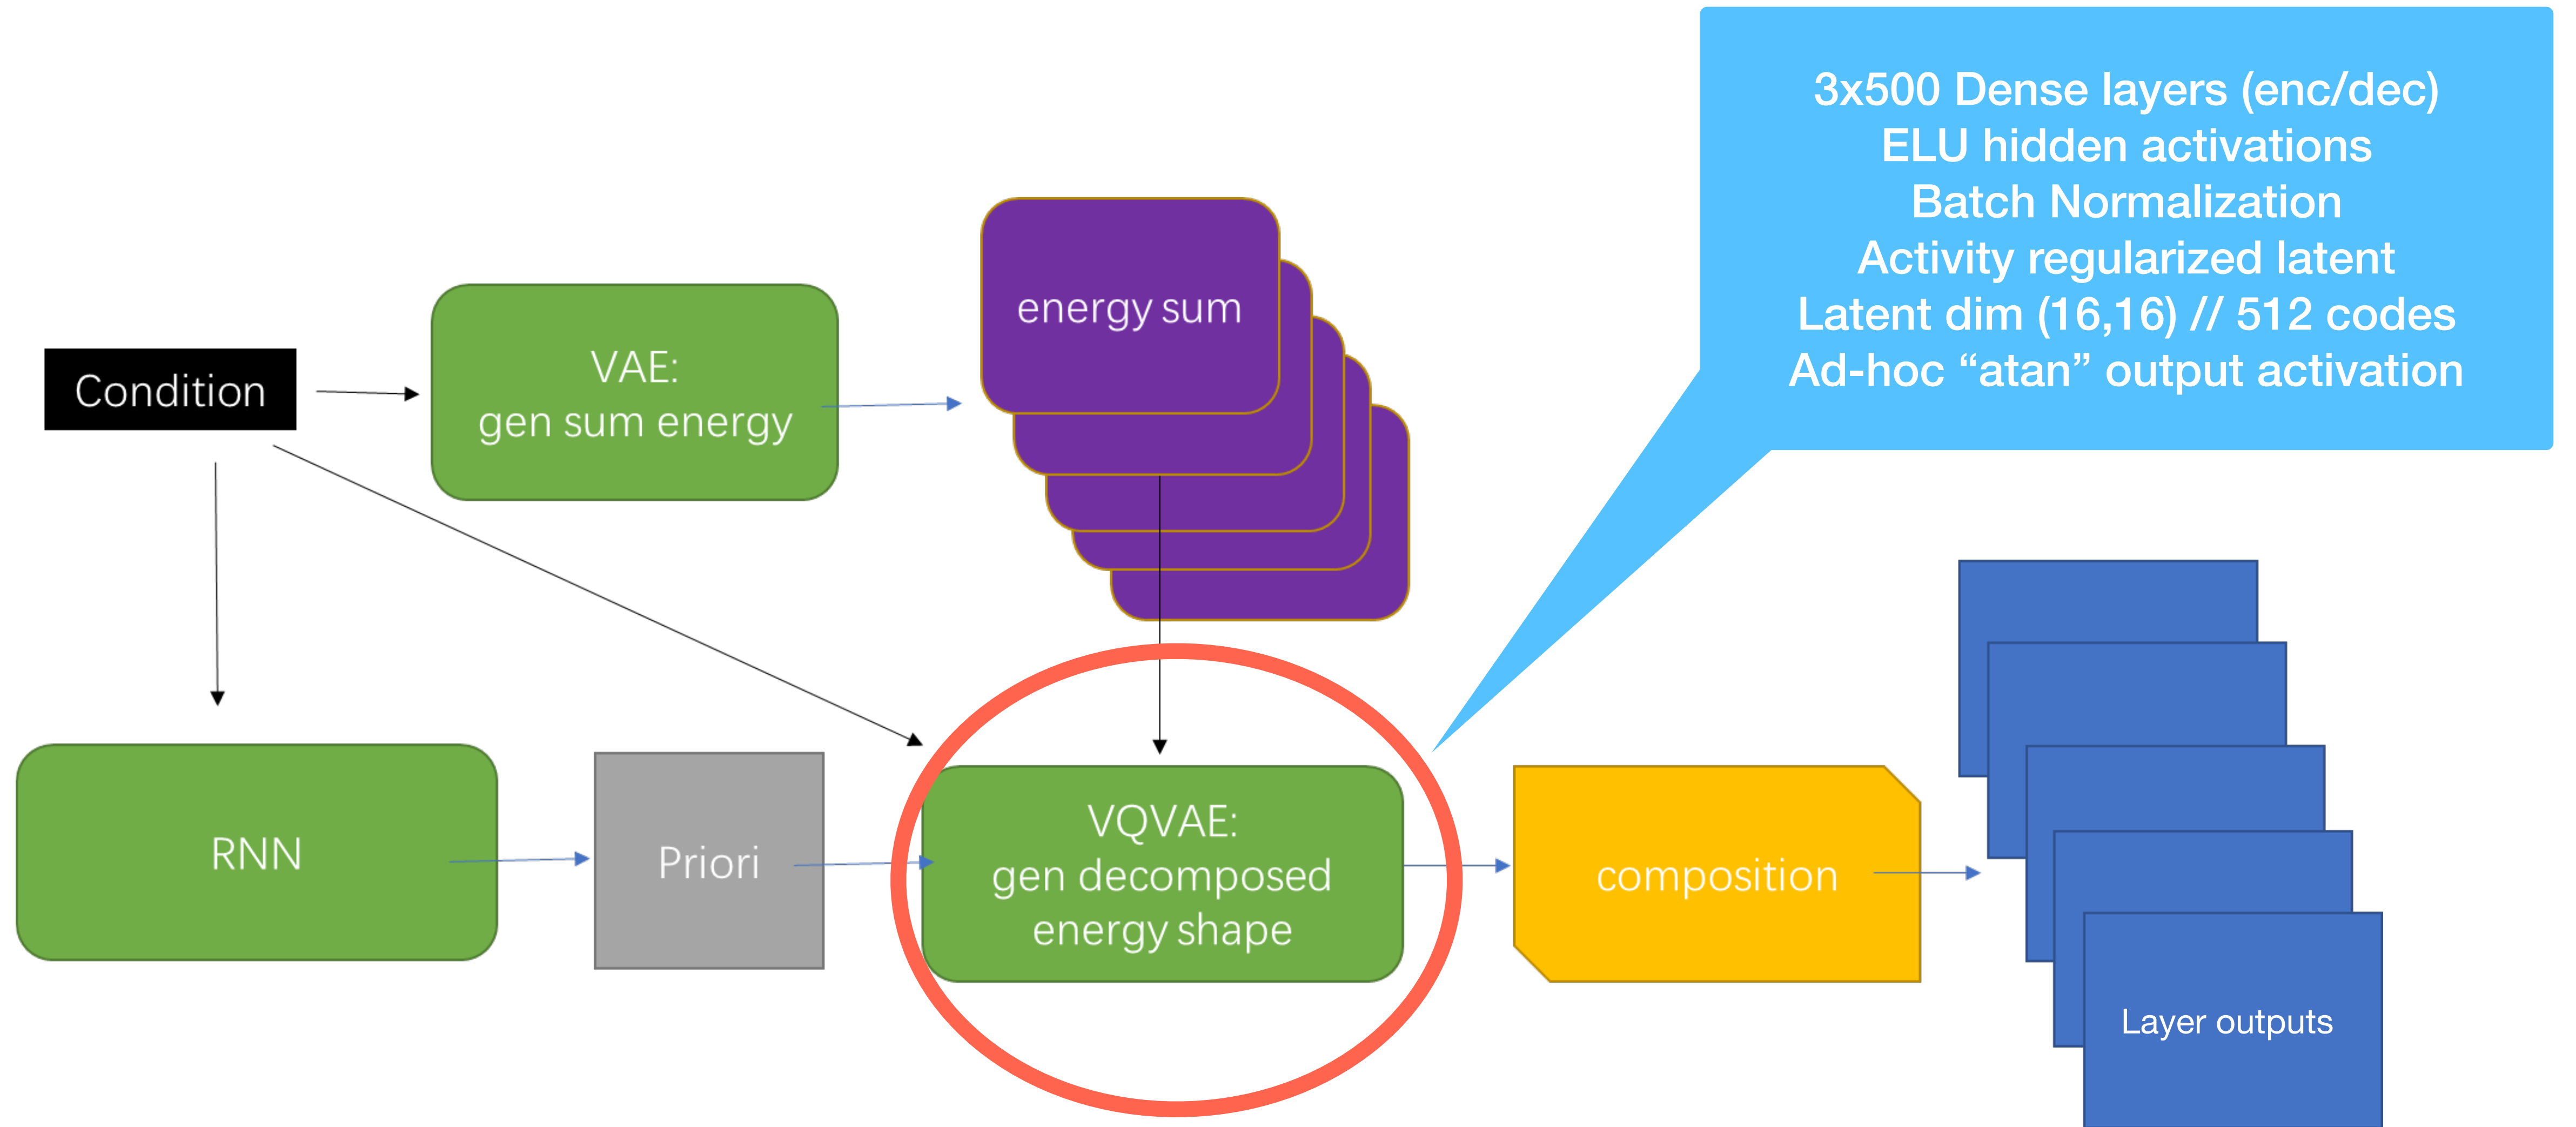 3x500 Dense layers (enc/dec)
ELU hidden activations
Batch Normalization
Activity regularized latent
Latent dim (16,16) // 512 codes
Ad-hoc “atan” output activation
energy sum
VAE:
gen sum energy
Condition
RNN
Priori
VQVAE:
gen decomposed
energy shape
composition
Layer outputs